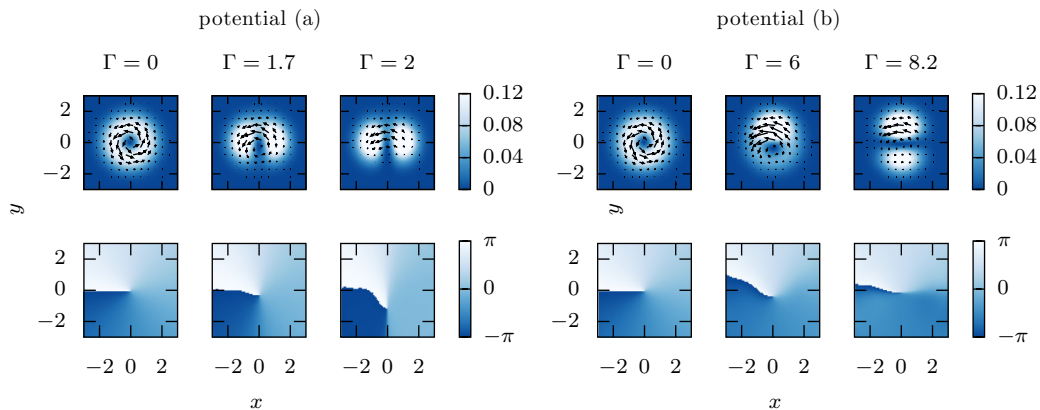 potential (a) potential (b)
Γ = 0 Γ = 1.7 Γ = 2 Γ = 0 Γ = 6 Γ = 8.2
2 0.12 2 0.12
0 0.08 0 0.08
−2 0.04 −2 0.04
0 0
y y
2 π 2 π
0 0 0 0
−2 −π −2 −π
−2 0 2 −2 0 2 −2 0 2 −2 0 2 −2 0 2 −2 0 2
x x